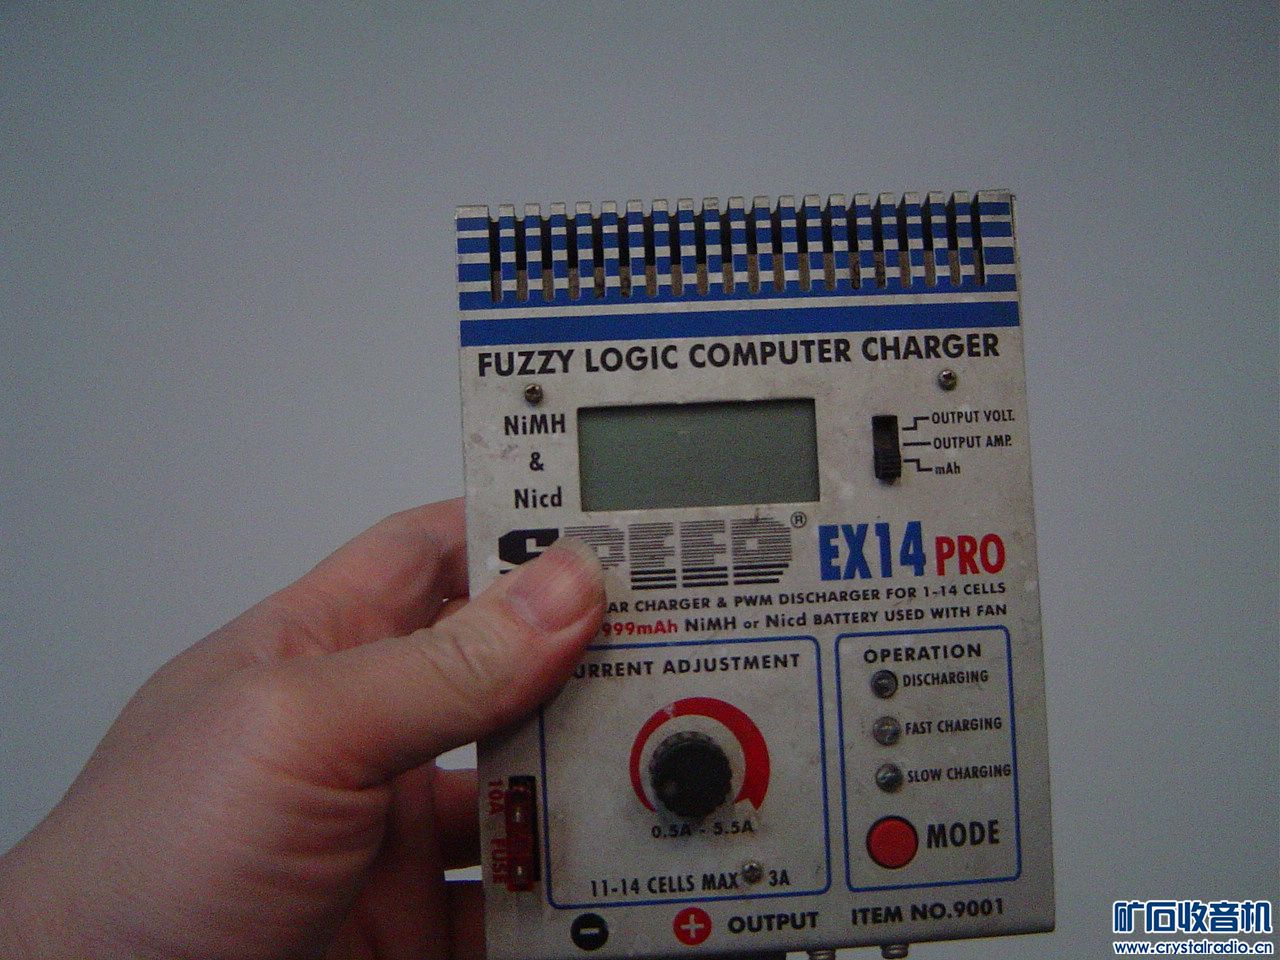 FUZZY LOGIC COMPUTER CHARGER
NiMH
&
Nicd
OUTPUT VOLT.
OUTPUT AMP.
mAh
SPEED®
EX14 PRO
AR CHARGER & PWM DISCHARGER FOR 1-14 CELLS
999mAh NiMH or Nicd BATTERY USED WITH FAN
URRENT ADJUSTMENT
0.5A - 5.5A
11-14 CELLS MAX 3A
10A FUSE
OPERATION
DISCHARGING
FAST CHARGING
SLOW CHARGING
MODE
- + OUTPUT
ITEM NO.9001
矿石收音机
www.crystalradio.cn